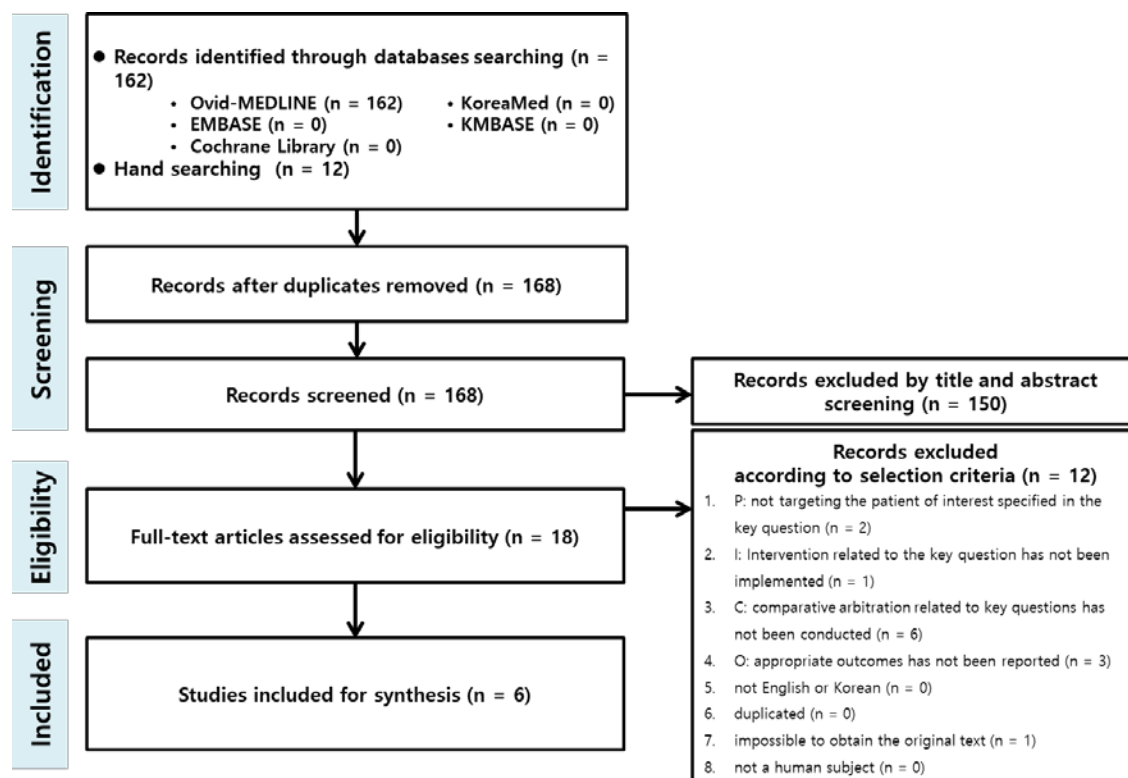 Identification
● Records identified through databases searching (n =
162)
• Ovid-MEDLINE (n = 162)
• KoreaMed (n = 0)
• EMBASE (n = 0)
• KMBASE (n = 0)
• Cochrane Library (n = 0)
● Hand searching (n = 12)
Screening
Records after duplicates removed (n = 168)
Records screened (n = 168)
Records excluded by title and abstract
screening (n = 150)
Eligibility
Full-text articles assessed for eligibility (n = 18)
Records excluded
according to selection criteria (n = 12)
1. P: not targeting the patient of interest specified in the
key question (n = 2)
2. I: Intervention related to the key question has not been
implemented (n = 1)
3. C: comparative arbitration related to key questions has
not been conducted (n = 6)
4. O: appropriate outcomes has not been reported (n = 3)
5. not English or Korean (n = 0)
6. duplicated (n = 0)
7. impossible to obtain the original text (n = 1)
8. not a human subject (n = 0)
Included
Studies included for synthesis (n = 6)